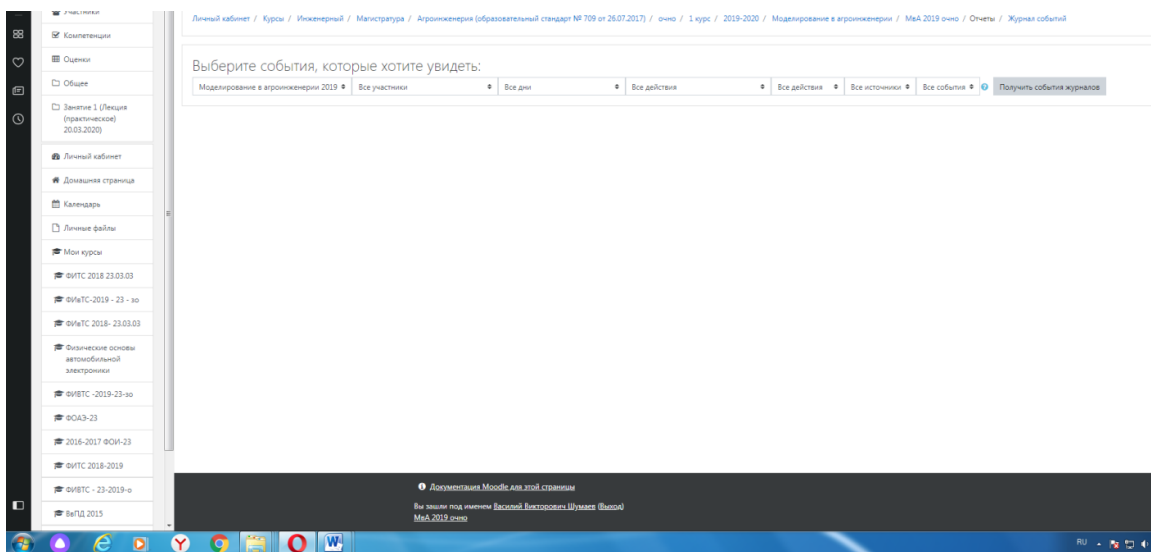 Участники
Личный кабинет / Курсы / Инженерный / Магистратура / Агроинженерия (образовательный стандарт № 709 от 26.07.2017) / очно / 1 курс / 2019-2020 / Моделирование в агроинженерии / МвА 2019 очно / Отчеты / Журнал событий
Компетенции
Оценки
Выберите события, которые хотите увидеть:
Общее
Моделирование в агроинженерии 2019 Все участники Все дни Все действия Все действия Все источники Все события Получить события журналов
Занятие 1 (Лекция
(практическое)
20.03.2020)
Личный кабинет
Домашняя страница
Календарь
Личные файлы
Мои курсы
ФИТС 2018 23.03.03
ФИвТС-2019 - 23 - зо
ФИвТС 2018- 23.03.03
Физические основы
автомобильной
электроники
ФИВТС -2019-23-зо
ФОАЭ-23
2016-2017 ФОИ-23
ФИТС 2018-2019
ФИВТС - 23-2019-о
ВвПД 2015
Документация Moodle для этой страницы
Вы зашли под именем Василий Викторович Шумаев (Выход)
МвА 2019 очно
RU